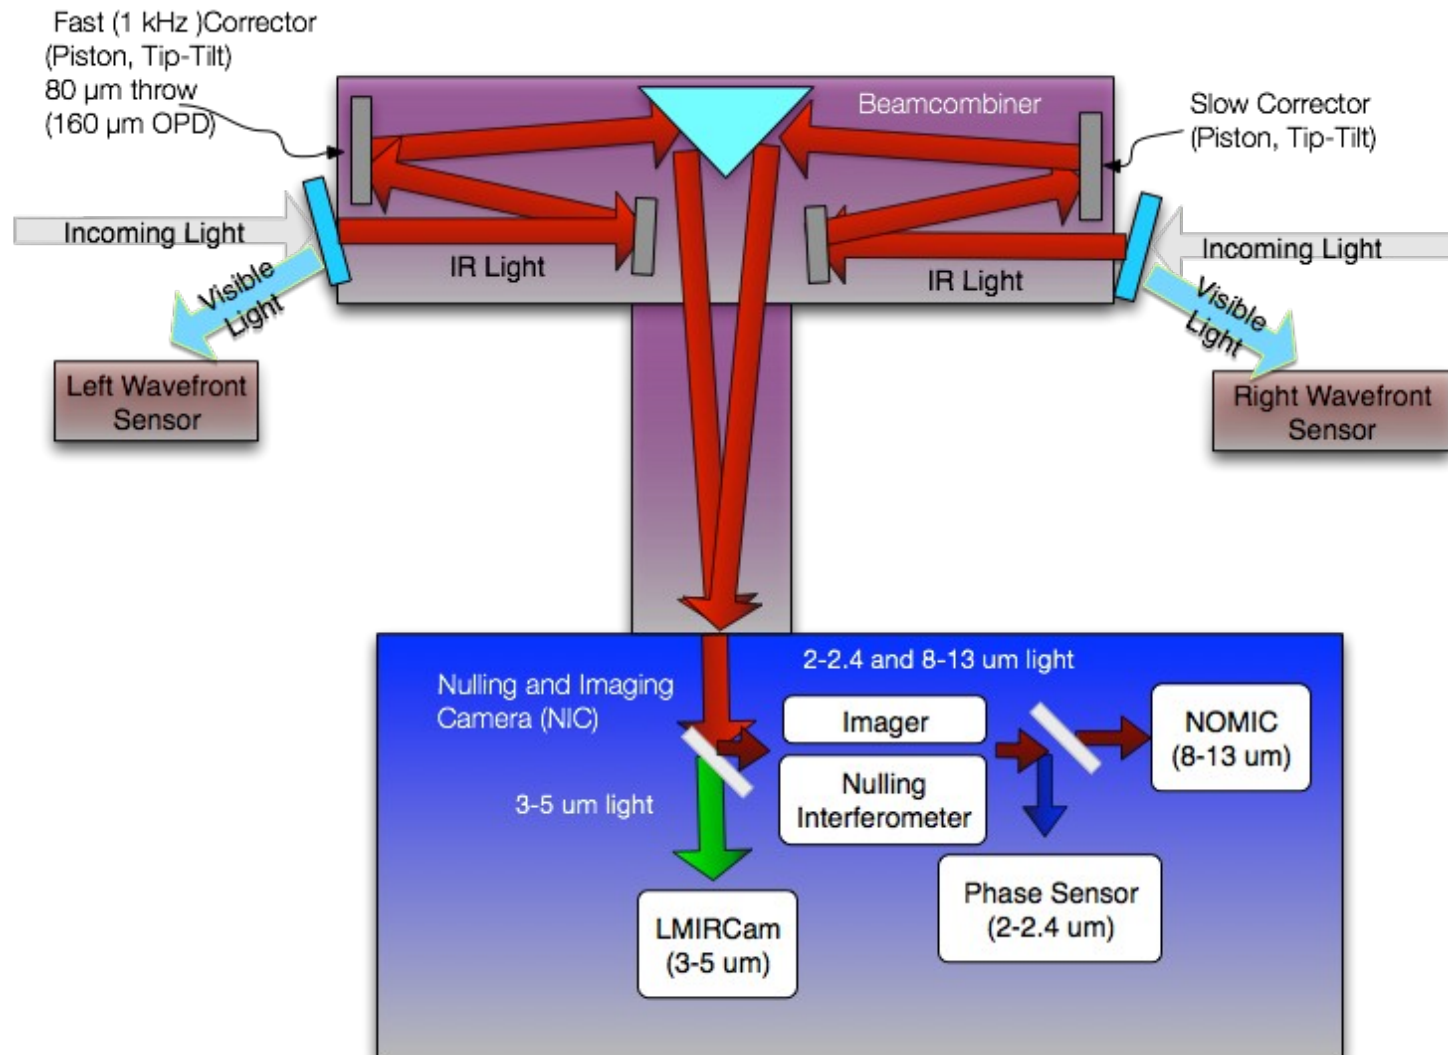 Fast (1 kHz )Corrector
(Piston, Tip-Tilt)
80 µm throw
(160 µm OPD)
Beamcombiner
Slow Corrector
(Piston, Tip-Tilt)
Incoming Light
IR Light
Visible
Light
Left Wavefront
Sensor
IR Light
Incoming Light
Visible
Light
Right Wavefront
Sensor
Nulling and Imaging
Camera (NIC)
2-2.4 and 8-13 um light
Imager
Nulling
Interferometer
NOMIC
(8-13 um)
3-5 um light
Phase Sensor
(2-2.4 um)
LMIRCam
(3-5 um)